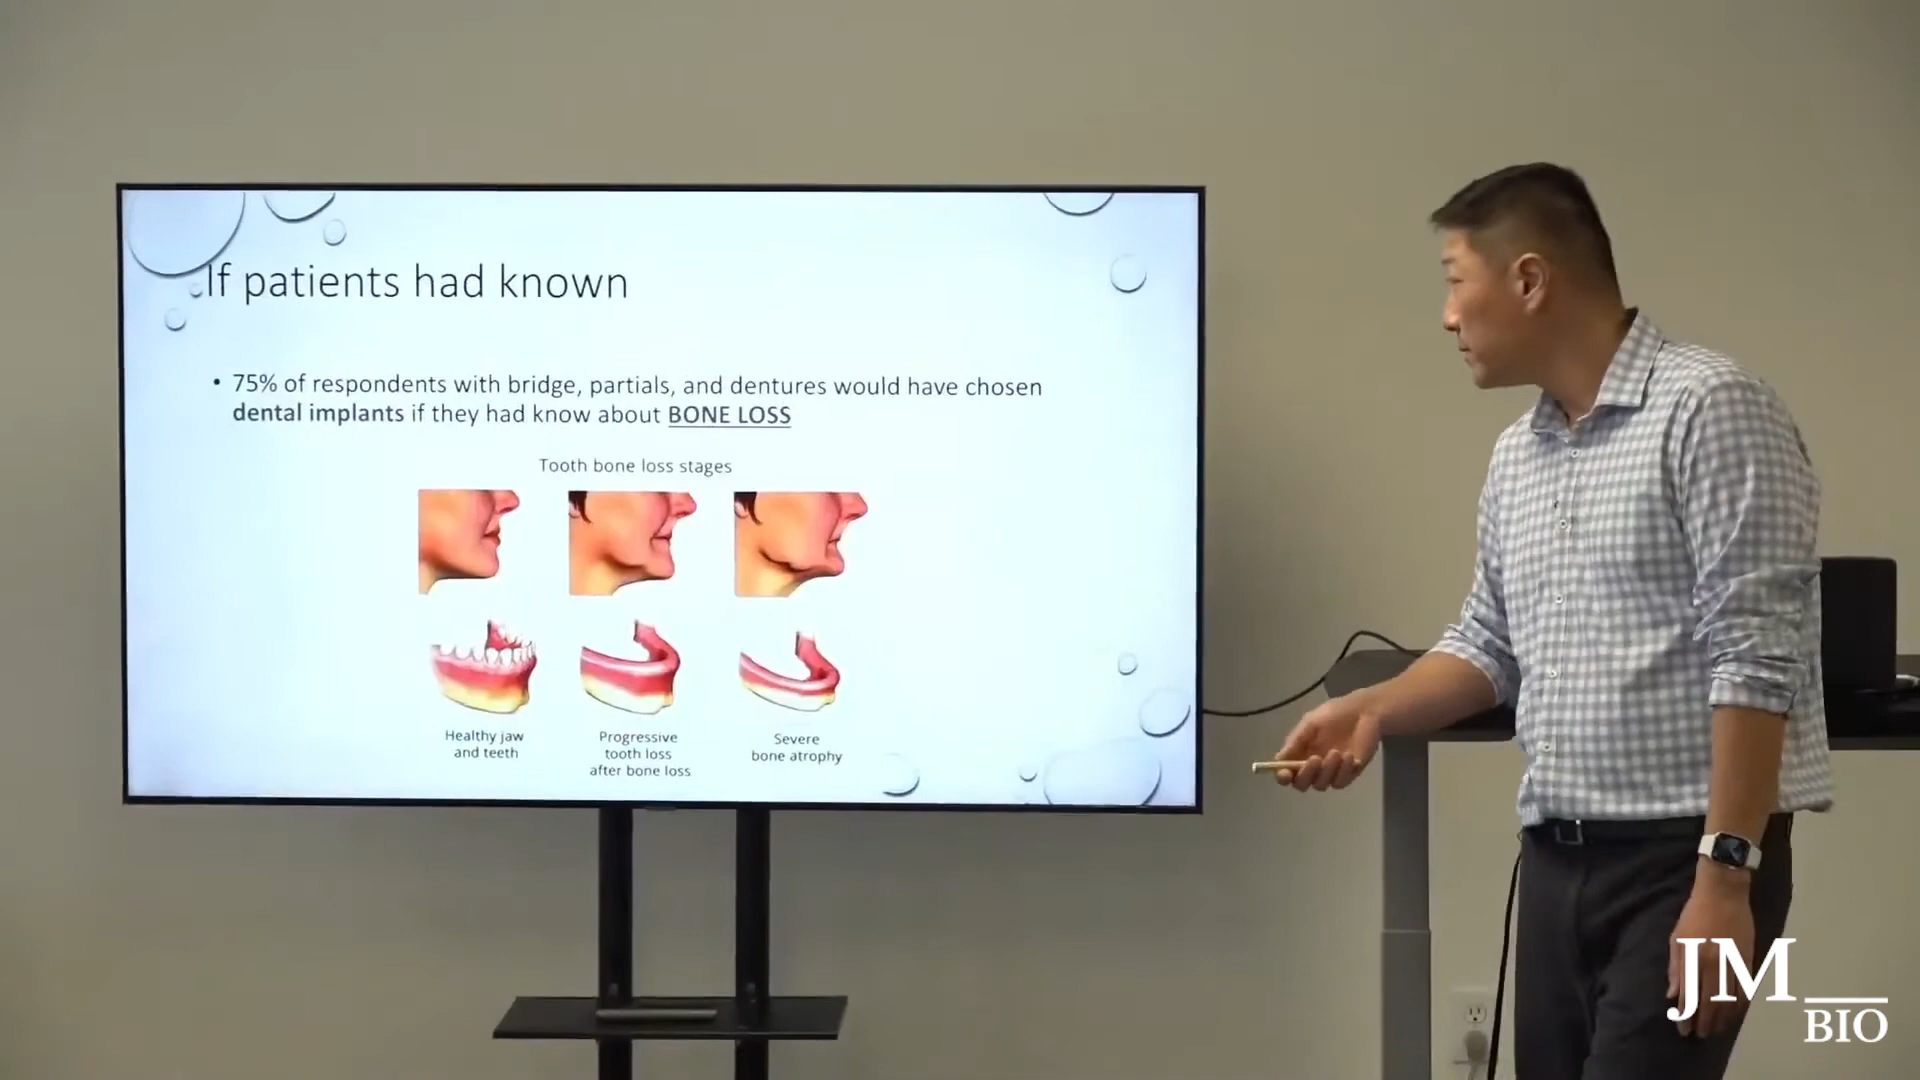 If patients had known
• 75% of respondents with bridge, partials, and dentures would have chosen
dental implants if they had know about BONE LOSS
Tooth bone loss stages
Healthy jaw
and teeth
Progressive
tooth loss
after bone loss
Severe
bone atrophy
JM
BIO